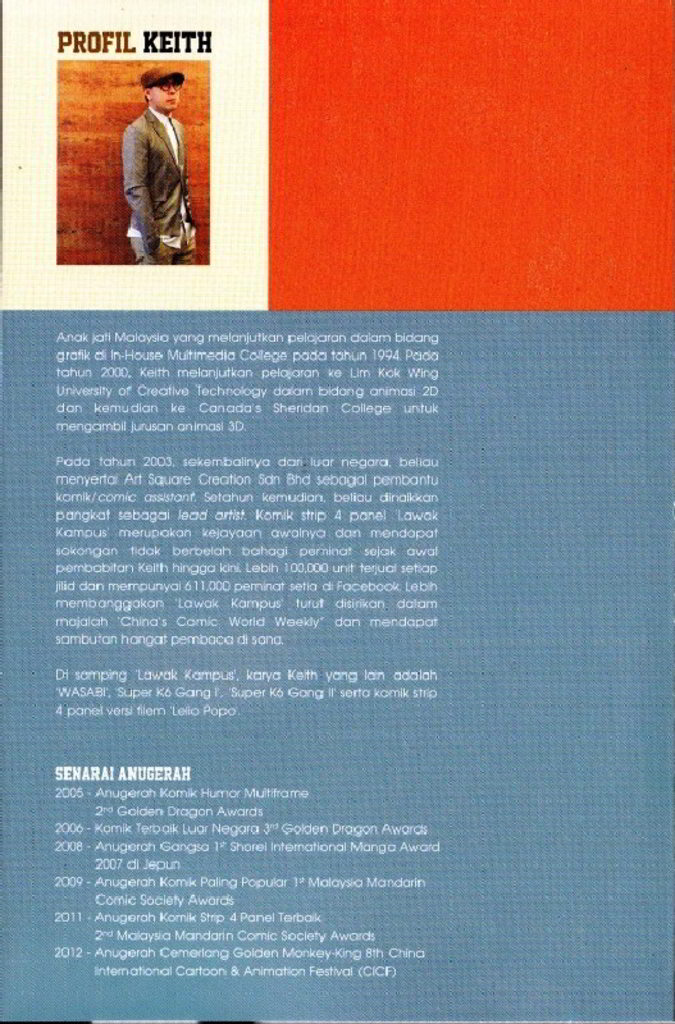 PROFIL KEITH
Anak jati Malaysia yang melanjutkan pelajaran dalam bidang
grafik di In-House Multimedia College pada tahun 1994. Pada
tahun 2000, Keith melanjutkan pelajaran ke Lim Kok Wing
University of Creative Technology dalam bidang animasi 2D
dan kemudian ke Canada's Sheridan College untuk
mengambil jurusan animasi 3D.
Pada tahun 2003, sekembalinya dari luar negara, beliau
menyertai Art Square Creation Sdn Bhd sebagai pembantu
komik/comic assistant. Setahun kemudian, beliau dinaikkan
pangkat sebagai lead artist. Komik strip 4 panel 'Lawak
Kampus' merupakan kejayaan awalnya dan mendapat
sokongan tidak berbelah bahagi peminat sejak awal
pembabitan Keith hingga kini. Lebih 100,000 unit terjual setiap
jilid dan mempunyai 611,000 peminat setia di Facebook. Lebih
membanggakan 'Lawak Kampus' turut disirikan dalam
majalah "China's Comic World Weekly" dan mendapat
sambutan hangat pembaca di sana.
Di samping 'Lawak Kampus', karya Keith yang lain adalah
'WASABI', 'Super K6 Gang I', 'Super K6 Gang II' serta komik strip
4 panel versi filem 'Lelio Popo'.
SENARAI ANUGERAH
2005 - Anugerah Komik Humor Multiframe
2nd Golden Dragon Awards
2006 - Komik Terbaik Luar Negara 3rd Golden Dragon Awards
2008 - Anugerah Gangsa 1st Shorei International Manga Award
2007 di Jepun
2009 - Anugerah Komik Paling Popular 1st Malaysia Mandarin
Comic Society Awards
2011 - Anugerah Komik Strip 4 Panel Terbaik
2nd Malaysia Mandarin Comic Society Awards
2012 - Anugerah Cemerlang Golden Monkey-King 8th China
International Cartoon & Animation Festival (CICF)